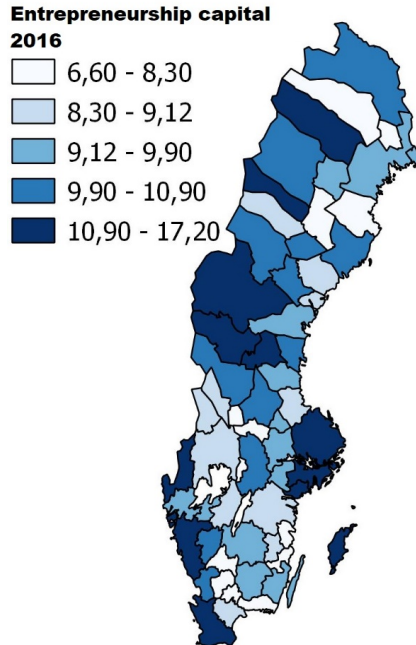 Entrepreneurship capital
2016
6,60 - 8,30
8,30 - 9,12
9,12 - 9,90
9,90 - 10,90
10,90 - 17,20